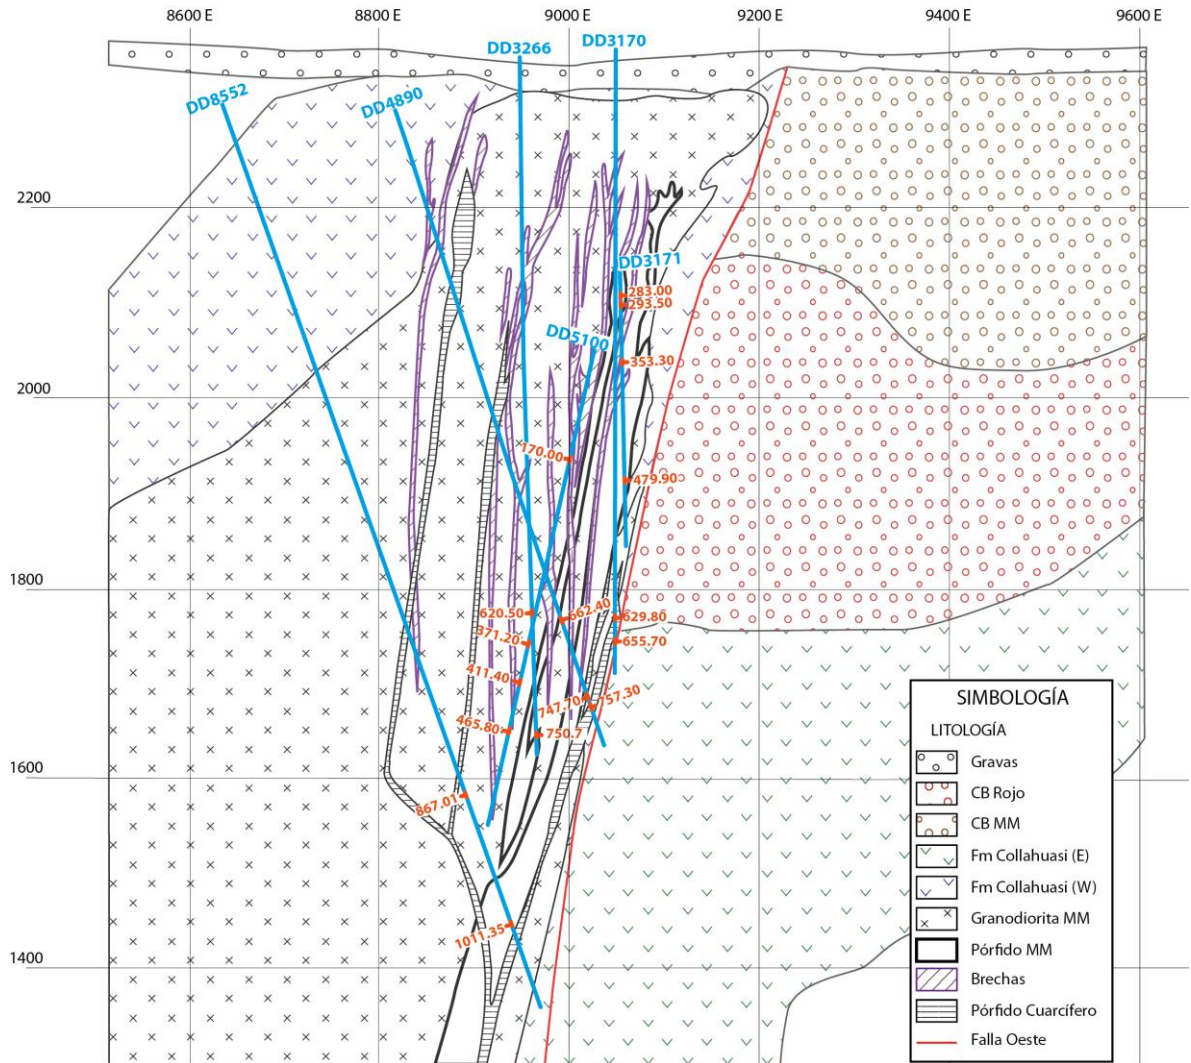 8600 E
8800 E
9000 E
9200 E
9400 E
9600 E
DD3266
DD3170
DD8552
DD4890
2200
DD3171
283.00
293.50
DD5100
353.30
2000
170.00
479.90
1800
620.50
662.40
629.80
371.20
655.70
411.40
747.70
757.30
465.80
750.7
1600
867.01
1011.35
1400
SIMBOLOGÍA
LITOLOGÍA
Gravas
CB Rojo
CB MM
Fm Collahuasi (E)
Fm Collahuasi (W)
Granodiorita MM
Pórfido MM
Brechas
Pórfido Cuarcífero
Falla Oeste